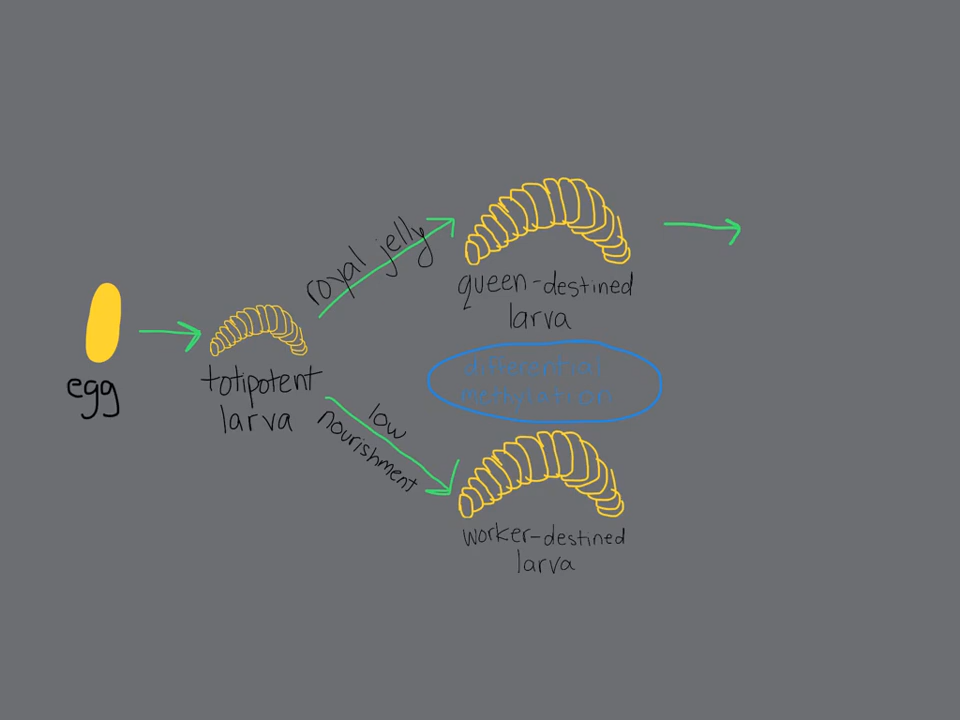 egg
totipotent
larva
royal jelly
low
nourishment
queen-destined
larva
differential
methylation
worker-destined
larva